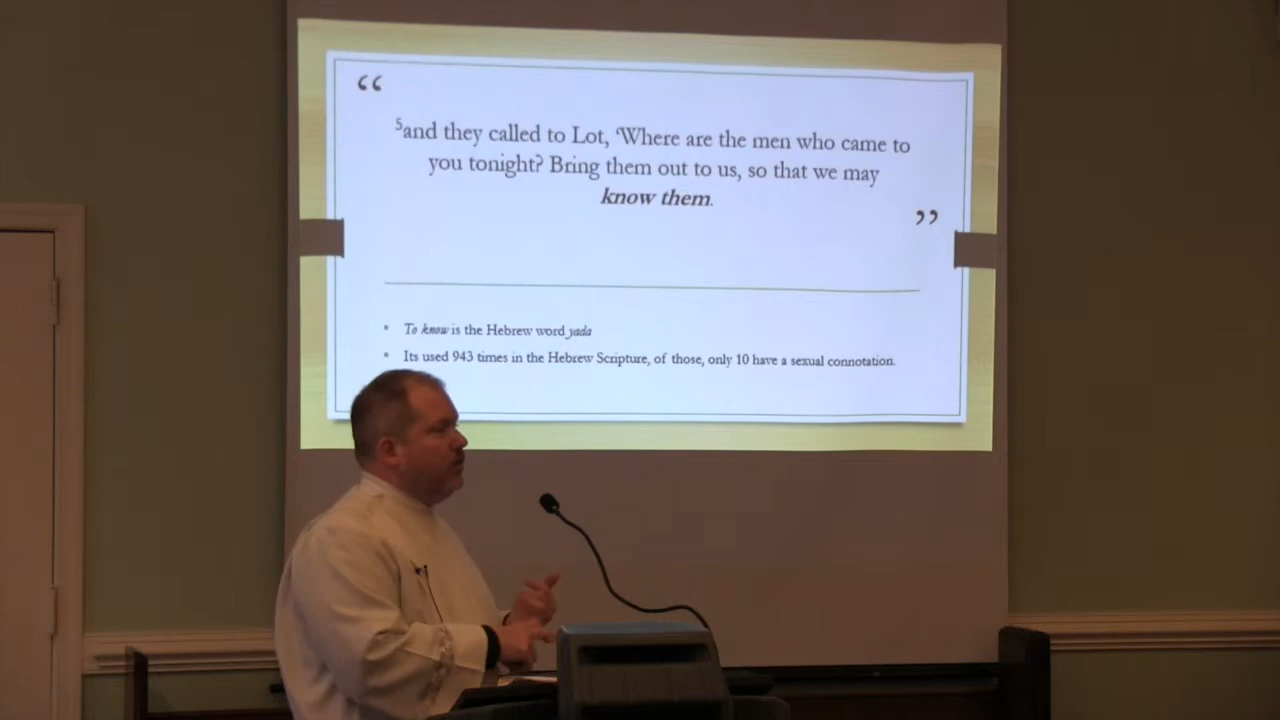 “
⁵and they called to Lot, ‘Where are the men who came to
you tonight? Bring them out to us, so that we may
know them.
”
• To know is the Hebrew word yada
• Its used 943 times in the Hebrew Scripture, of those, only 10 have a sexual connotation.